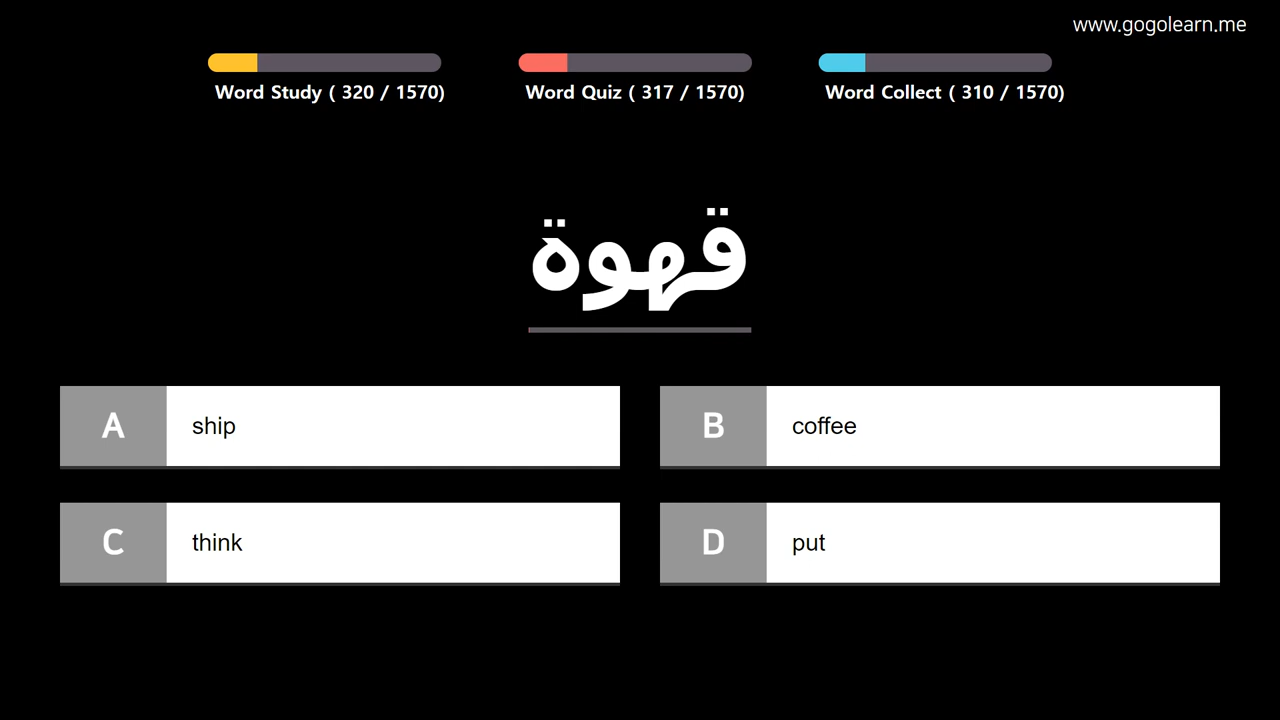 www.gogolearn.me
Word Study ( 320 / 1570)
Word Quiz ( 317 / 1570)
Word Collect ( 310 / 1570)
قهوة
A ship
B coffee
C think
D put